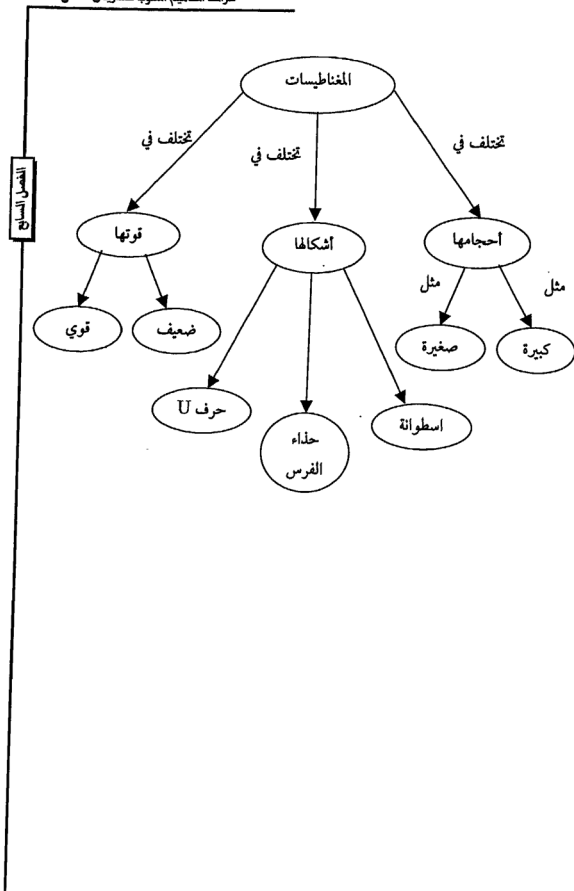 المغناطيسات
تختلف في
تختلف في
تختلف في
أحجامها
أشكالها
قوتها
مثل
مثل
كبيرة
صغيرة
ضعيف
قوي
اسطوانة
حذاء
الفرس
حرف U
الفصل السابع